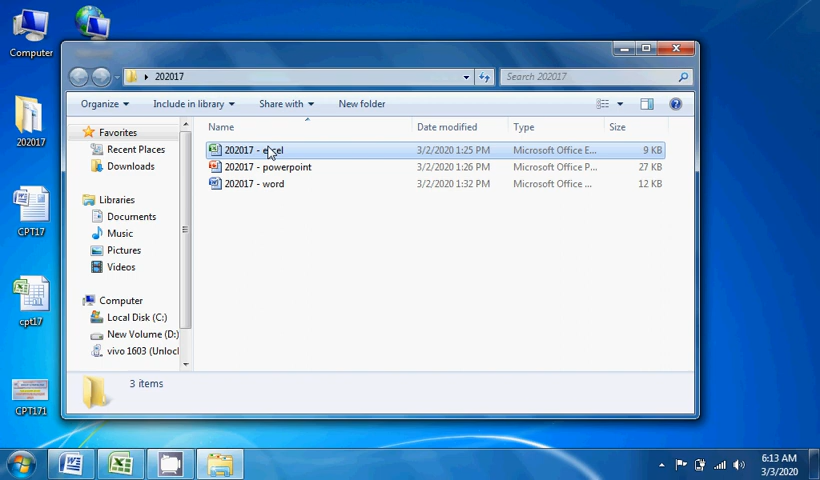 Computer
202017
CPT17
cpt17
CPT171
202017
Search 202017
Organize
Include in library
Share with
New folder
Name
Date modified
Type
Size
202017 - excel
3/2/2020 1:25 PM
Microsoft Office E...
9 KB
202017 - powerpoint
3/2/2020 1:26 PM
Microsoft Office P...
27 KB
202017 - word
3/2/2020 1:32 PM
Microsoft Office ...
12 KB
Favorites
Recent Places
Downloads
Libraries
Documents
Music
Pictures
Videos
Computer
Local Disk (C:)
New Volume (D:)
vivo 1603 (Unlocl
3 items
6:13 AM
3/3/2020